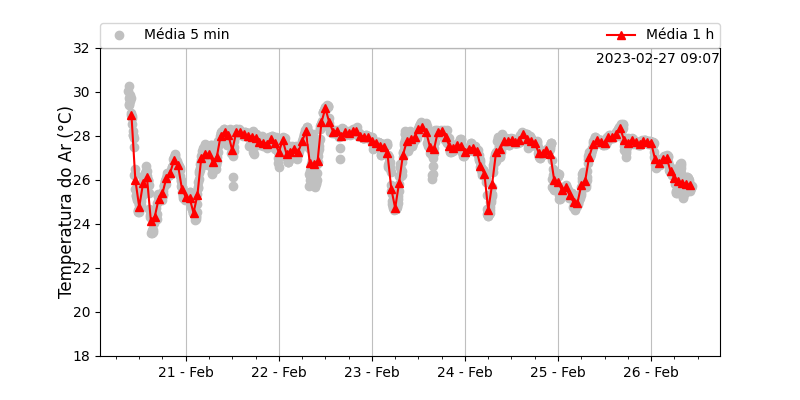 Média 5 min
Média 1 h
2023-02-27 09:07
Temperatura do Ar (°C)
32
30
28
26
24
22
20
18
21 - Feb
22 - Feb
23 - Feb
24 - Feb
25 - Feb
26 - Feb